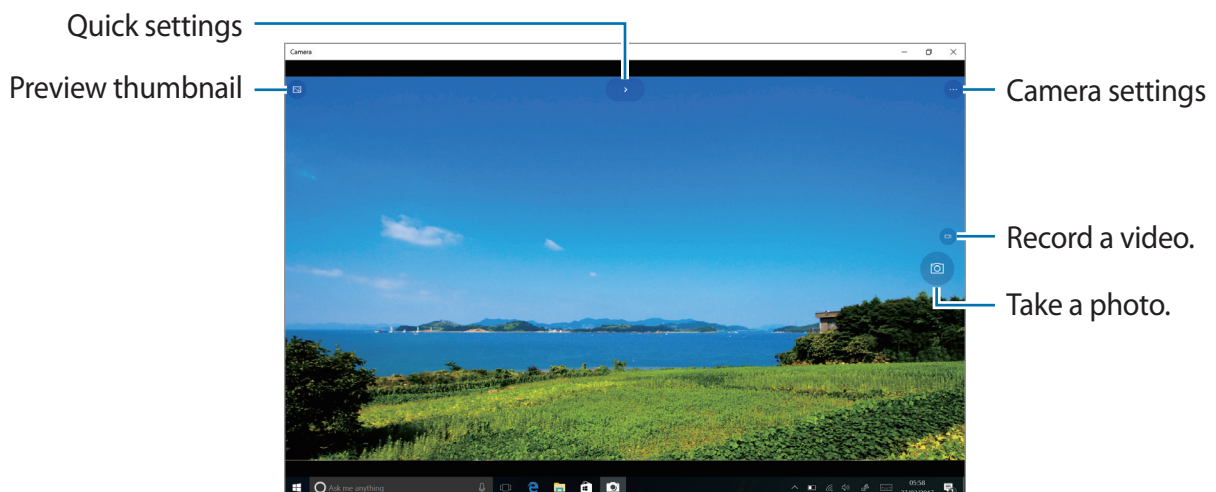 Quick settings
Camera
Preview thumbnail
Camera settings
Record a video.
Take a photo.
Ask me anything
05:58